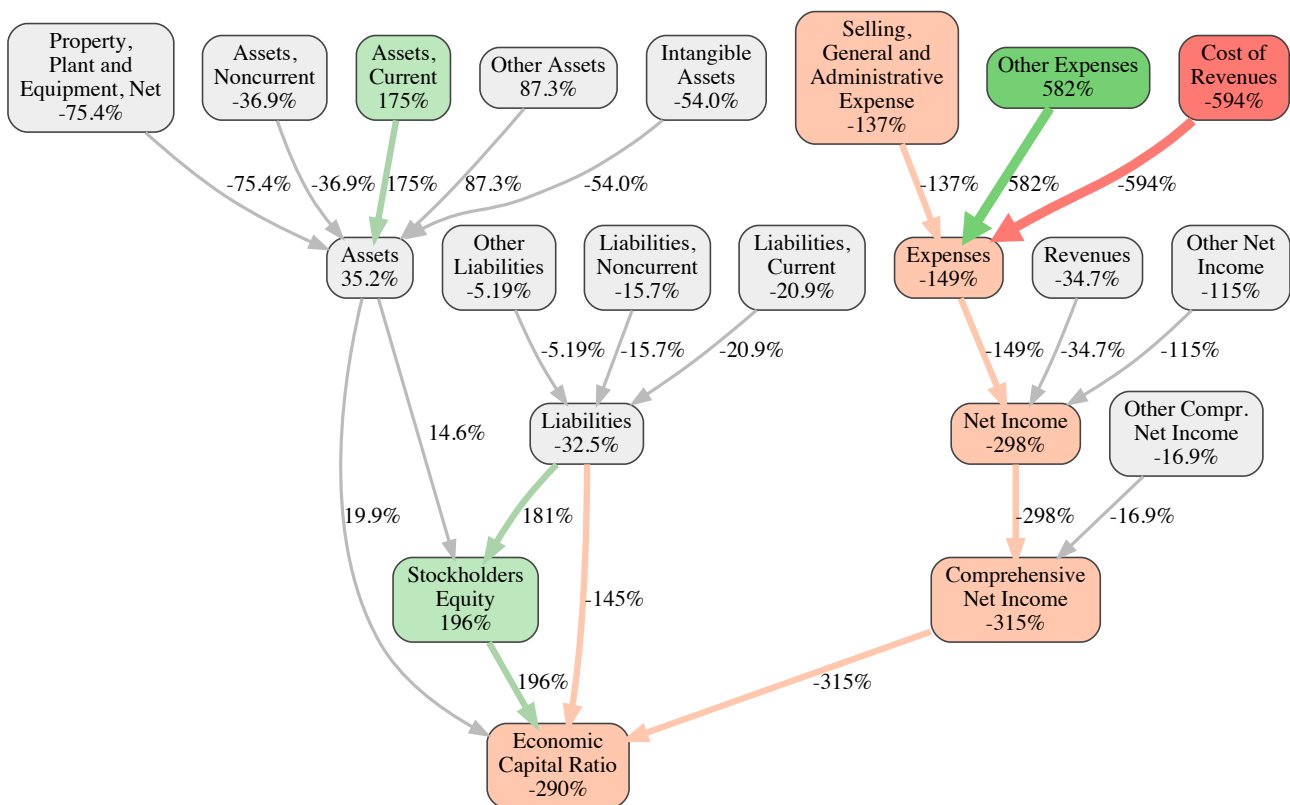 Property,
Plant and
Equipment, Net
-75.4%
Assets,
Noncurrent
-36.9%
Assets,
Current
175%
Other Assets
87.3%
Intangible
Assets
-54.0%
Selling,
General and
Administrative
Expense
-137%
Other Expenses
582%
Cost of
Revenues
-594%
-75.4%
-36.9%
175%
87.3%
-54.0%
-137%
582%
-594%
Assets
35.2%
Other
Liabilities
-5.19%
Liabilities,
Noncurrent
-15.7%
Liabilities,
Current
-20.9%
Expenses
-149%
Revenues
-34.7%
Other Net
Income
-115%
-5.19%
-15.7%
-20.9%
-149%
-34.7%
-115%
14.6%
Liabilities
-32.5%
Net Income
-298%
Other Compr.
Net Income
-16.9%
19.9%
181%
-298%
-16.9%
Stockholders
Equity
196%
-145%
Comprehensive
Net Income
-315%
196%
-315%
Economic
Capital Ratio
-290%